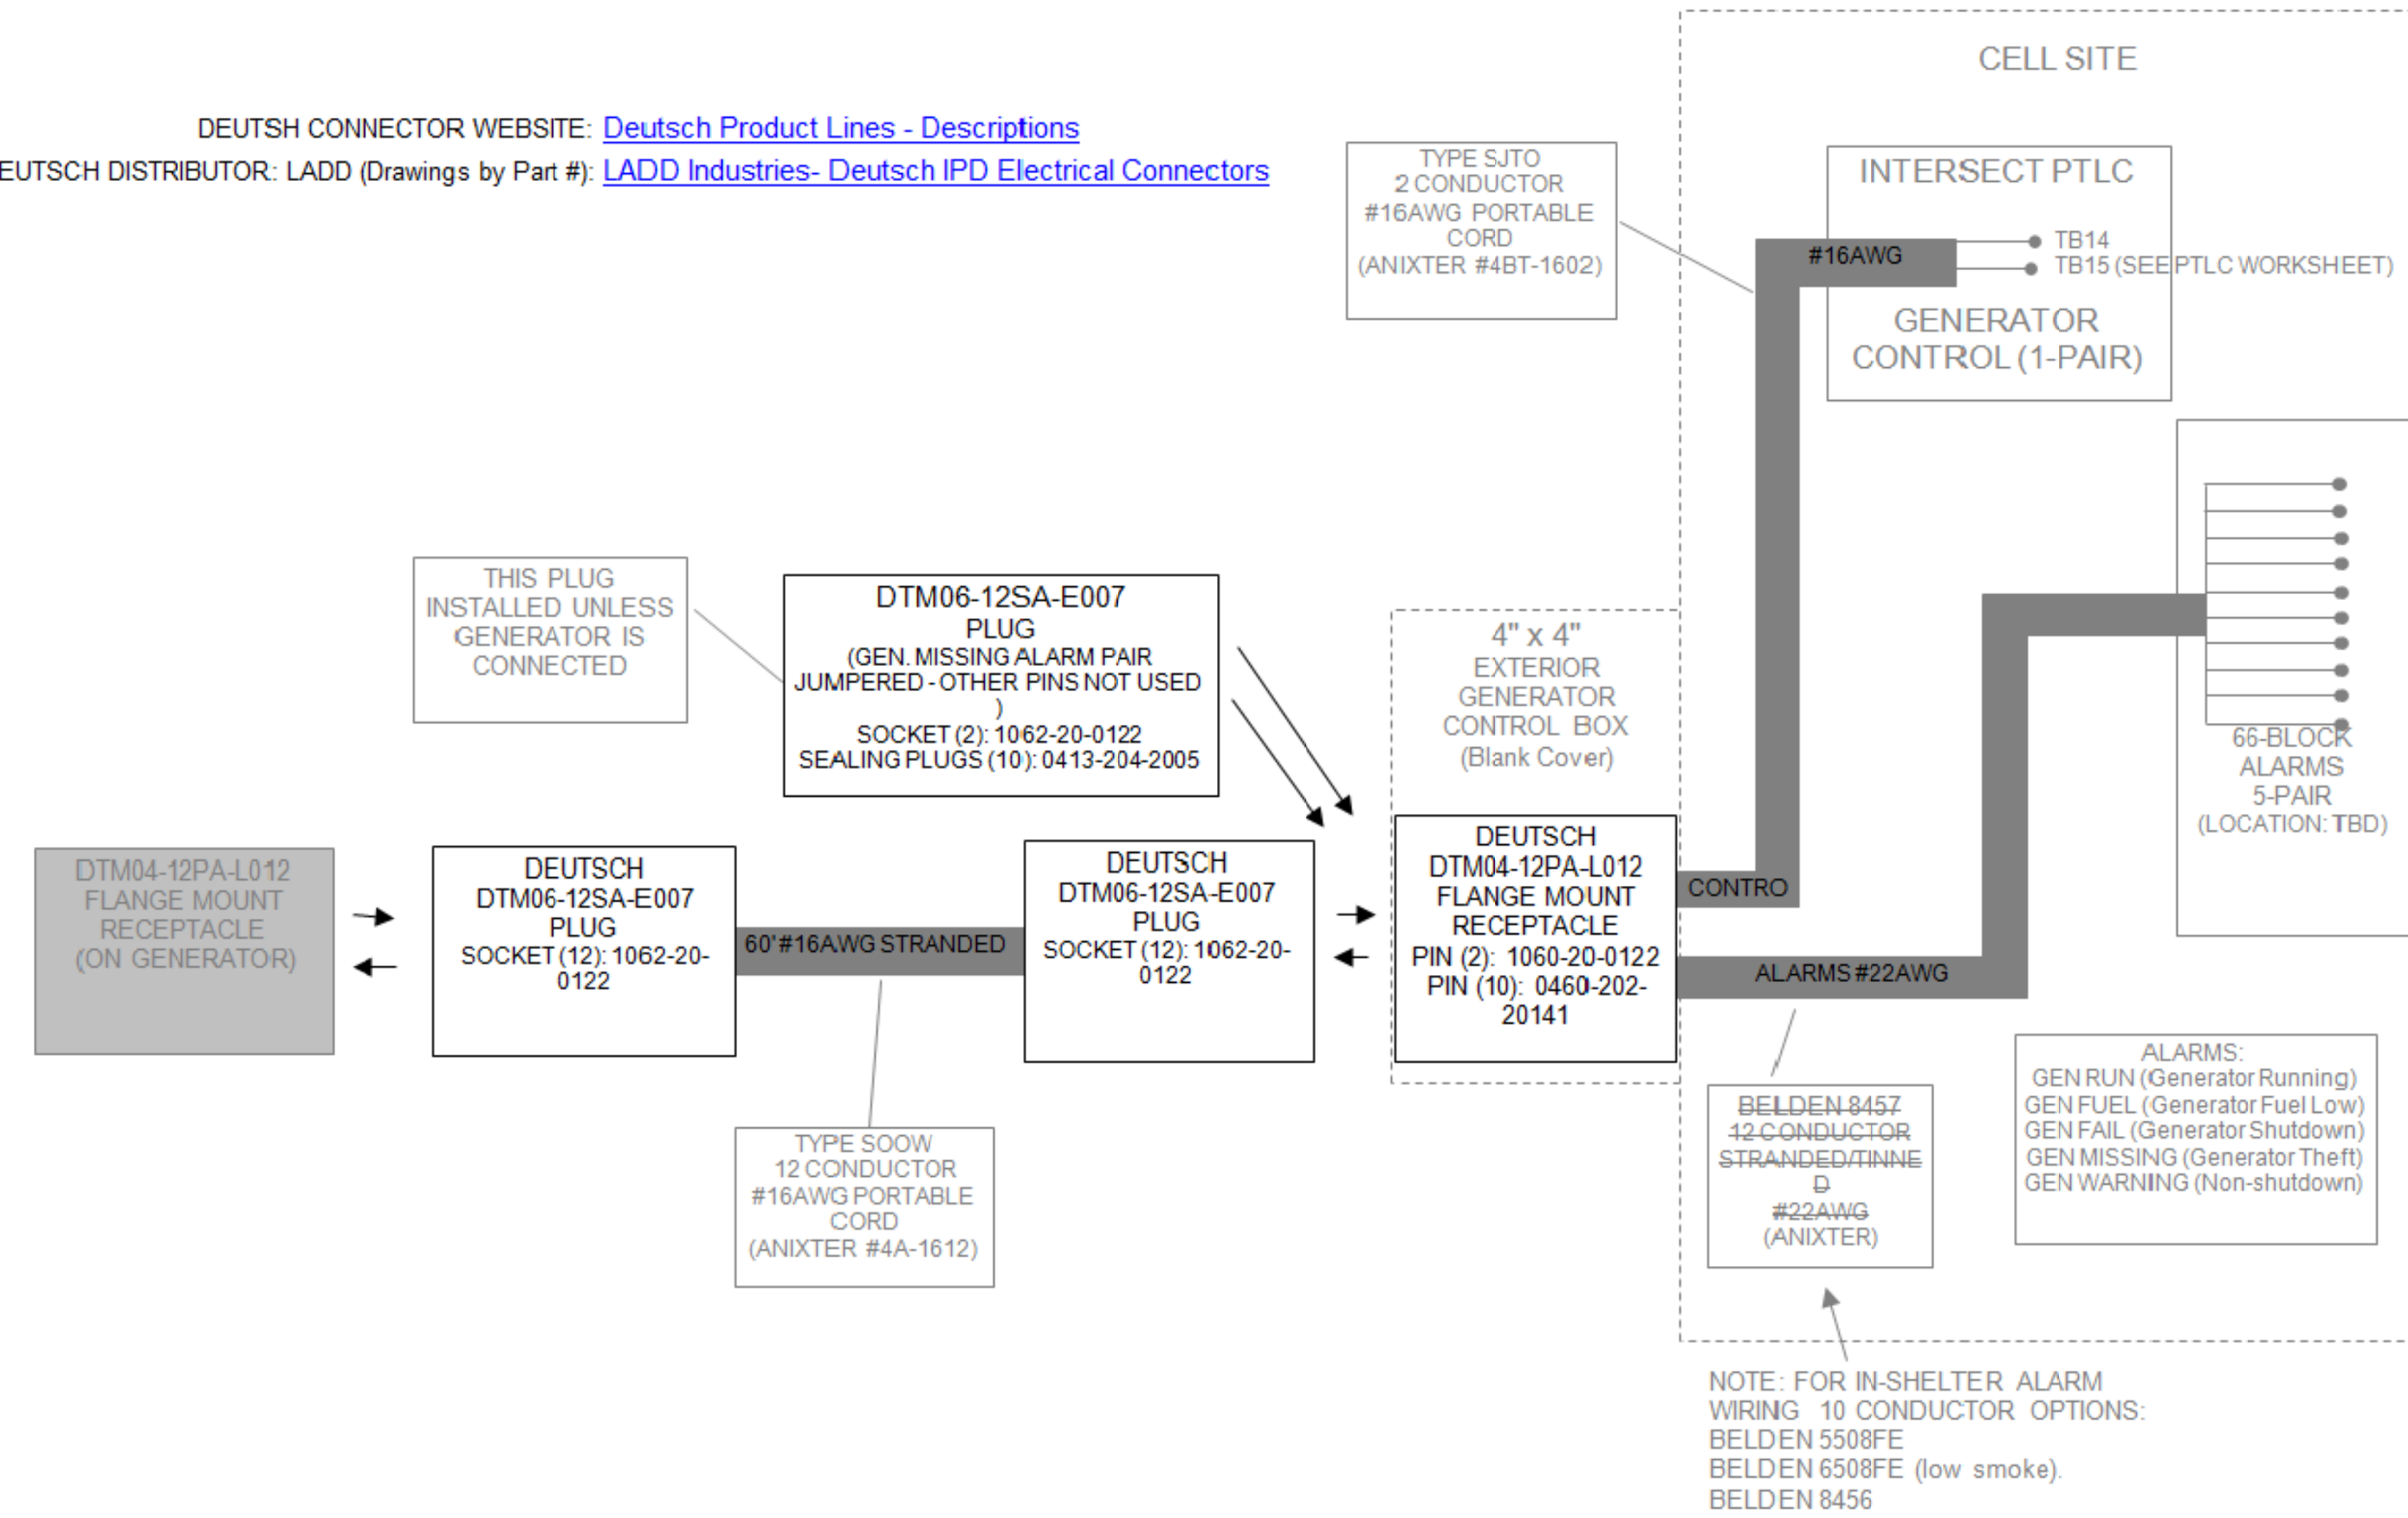 CELL SITE
DEUTSH CONNECTOR WEBSITE: Deutsch Product Lines - Descriptions
EUTSCH DISTRIBUTOR: LADD (Drawings by Part #): LADD Industries- Deutsch IPD Electrical Connectors
TYPE SJTO
2 CONDUCTOR
#16AWG PORTABLE
CORD
(ANIXTER #4BT-1602)
INTERSECT PTLC
#16AWG
TB14
TB15 (SEE PTLC WORKSHEET)
GENERATOR
CONTROL (1-PAIR)
THIS PLUG
INSTALLED UNLESS
GENERATOR IS
CONNECTED
DTM06-12SA-E007
PLUG
(GEN. MISSING ALARM PAIR
JUMPERED - OTHER PINS NOT USED
)
SOCKET (2): 1062-20-0122
SEALING PLUGS (10): 0413-204-2005
4" x 4"
EXTERIOR
GENERATOR
CONTROL BOX
(Blank Cover)
66-BLOCK
ALARMS
5-PAIR
(LOCATION: TBD)
DTM04-12PA-L012
FLANGE MOUNT
RECEPTACLE
(ON GENERATOR)
DEUTSCH
DTM06-12SA-E007
PLUG
SOCKET (12): 1062-20-
0122
60' #16AWG STRANDED
DEUTSCH
DTM06-12SA-E007
PLUG
SOCKET (12): 1062-20-
0122
DEUTSCH
DTM04-12PA-L012
FLANGE MOUNT
RECEPTACLE
PIN (2): 1060-20-0122
PIN (10): 0460-202-
20141
CONTRO
ALARMS #22AWG
TYPE SOOW
12 CONDUCTOR
#16AWG PORTABLE
CORD
(ANIXTER #4A-1612)
BELDEN 8457
12 CONDUCTOR
STRANDED/TINNE
D
#22AWG
(ANIXTER)
ALARMS:
GEN RUN (Generator Running)
GEN FUEL (Generator Fuel Low)
GEN FAIL (Generator Shutdown)
GEN MISSING (Generator Theft)
GEN WARNING (Non-shutdown)
NOTE: FOR IN-SHELTER ALARM
WIRING 10 CONDUCTOR OPTIONS:
BELDEN 5508FE
BELDEN 6508FE (low smoke).
BELDEN 8456